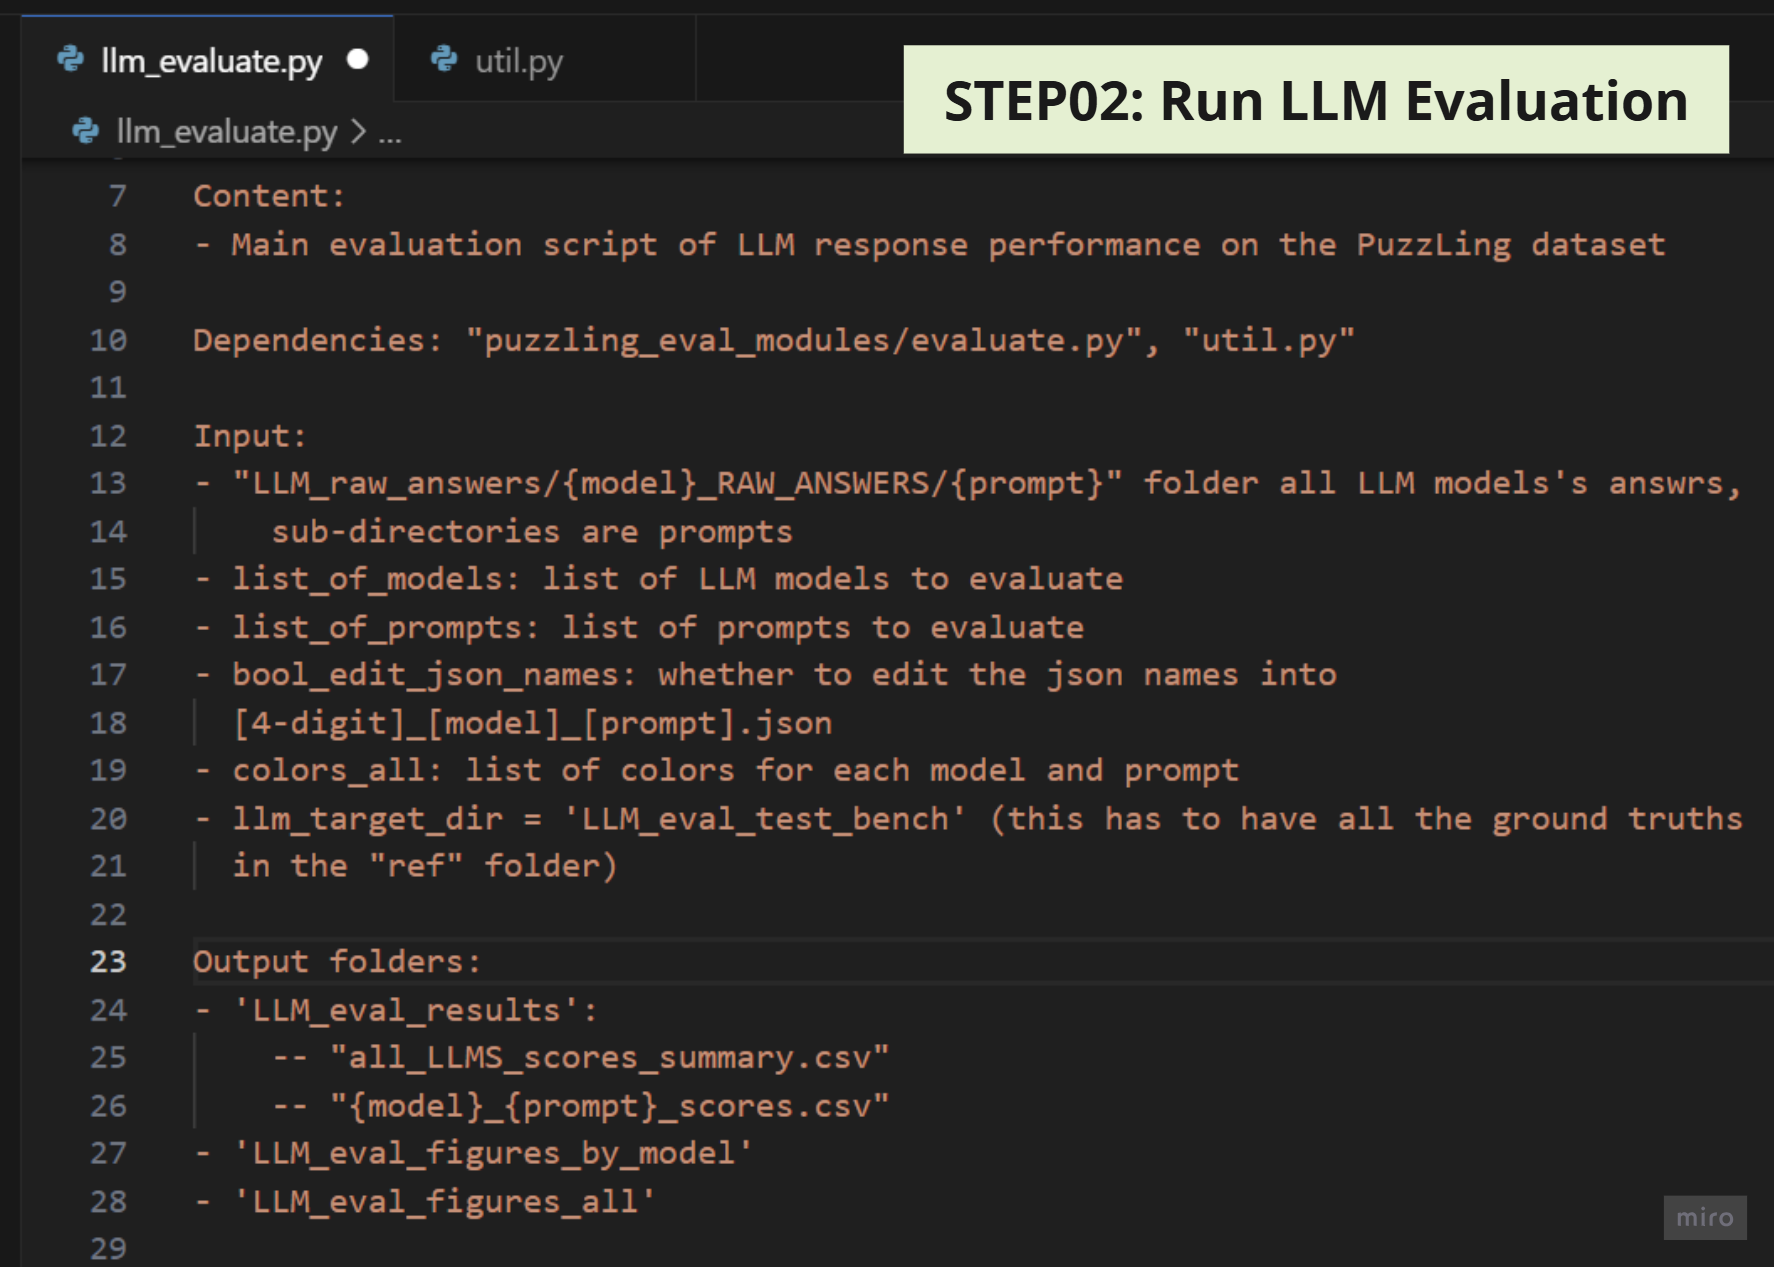 llm_evaluate.py
util.py
STEP02: Run LLM Evaluation
llm_evaluate.py > ...
7 Content:
8 - Main evaluation script of LLM response performance on the PuzzLing dataset
9
10 Dependencies: "puzzling_eval_modules/evaluate.py", "util.py"
11
12 Input:
13 - "LLM_raw_answers/{model}_RAW_ANSWERS/{prompt}" folder all LLM models's answrs,
14 sub-directories are prompts
15 - list_of_models: list of LLM models to evaluate
16 - list_of_prompts: list of prompts to evaluate
17 - bool_edit_json_names: whether to edit the json names into
18 [4-digit]_[model]_[prompt].json
19 - colors_all: list of colors for each model and prompt
20 - llm_target_dir = 'LLM_eval_test_bench' (this has to have all the ground truths
21 in the "ref" folder)
22
23 Output folders:
24 - 'LLM_eval_results':
25 -- "all_LLMS_scores_summary.csv"
26 -- "{model}_{prompt}_scores.csv"
27 - 'LLM_eval_figures_by_model'
28 - 'LLM_eval_figures_all'
29
miro